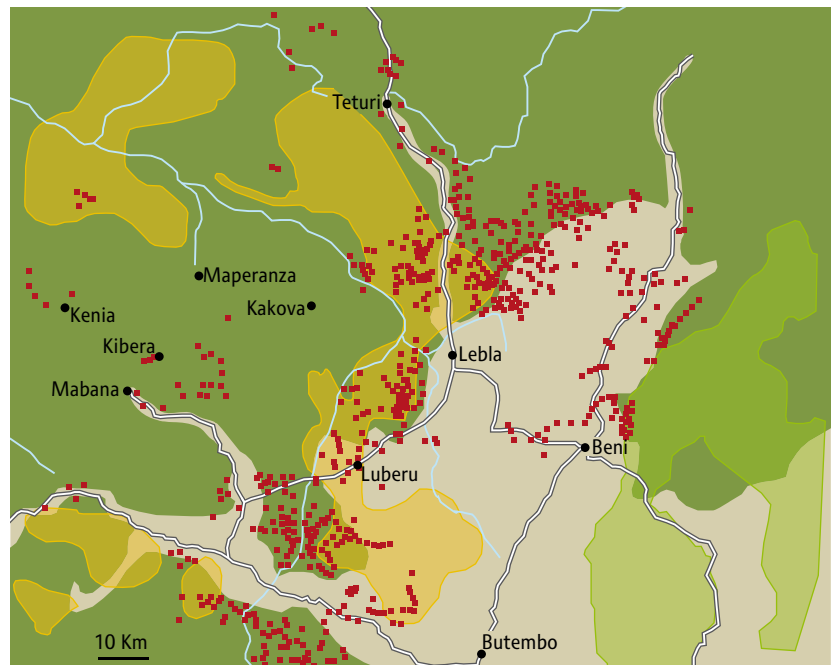 Teturi
Maperanza
Kenia
Kakova
Kibera
Lebla
Mabana
Beni
Luberu
10 Km
Butembo